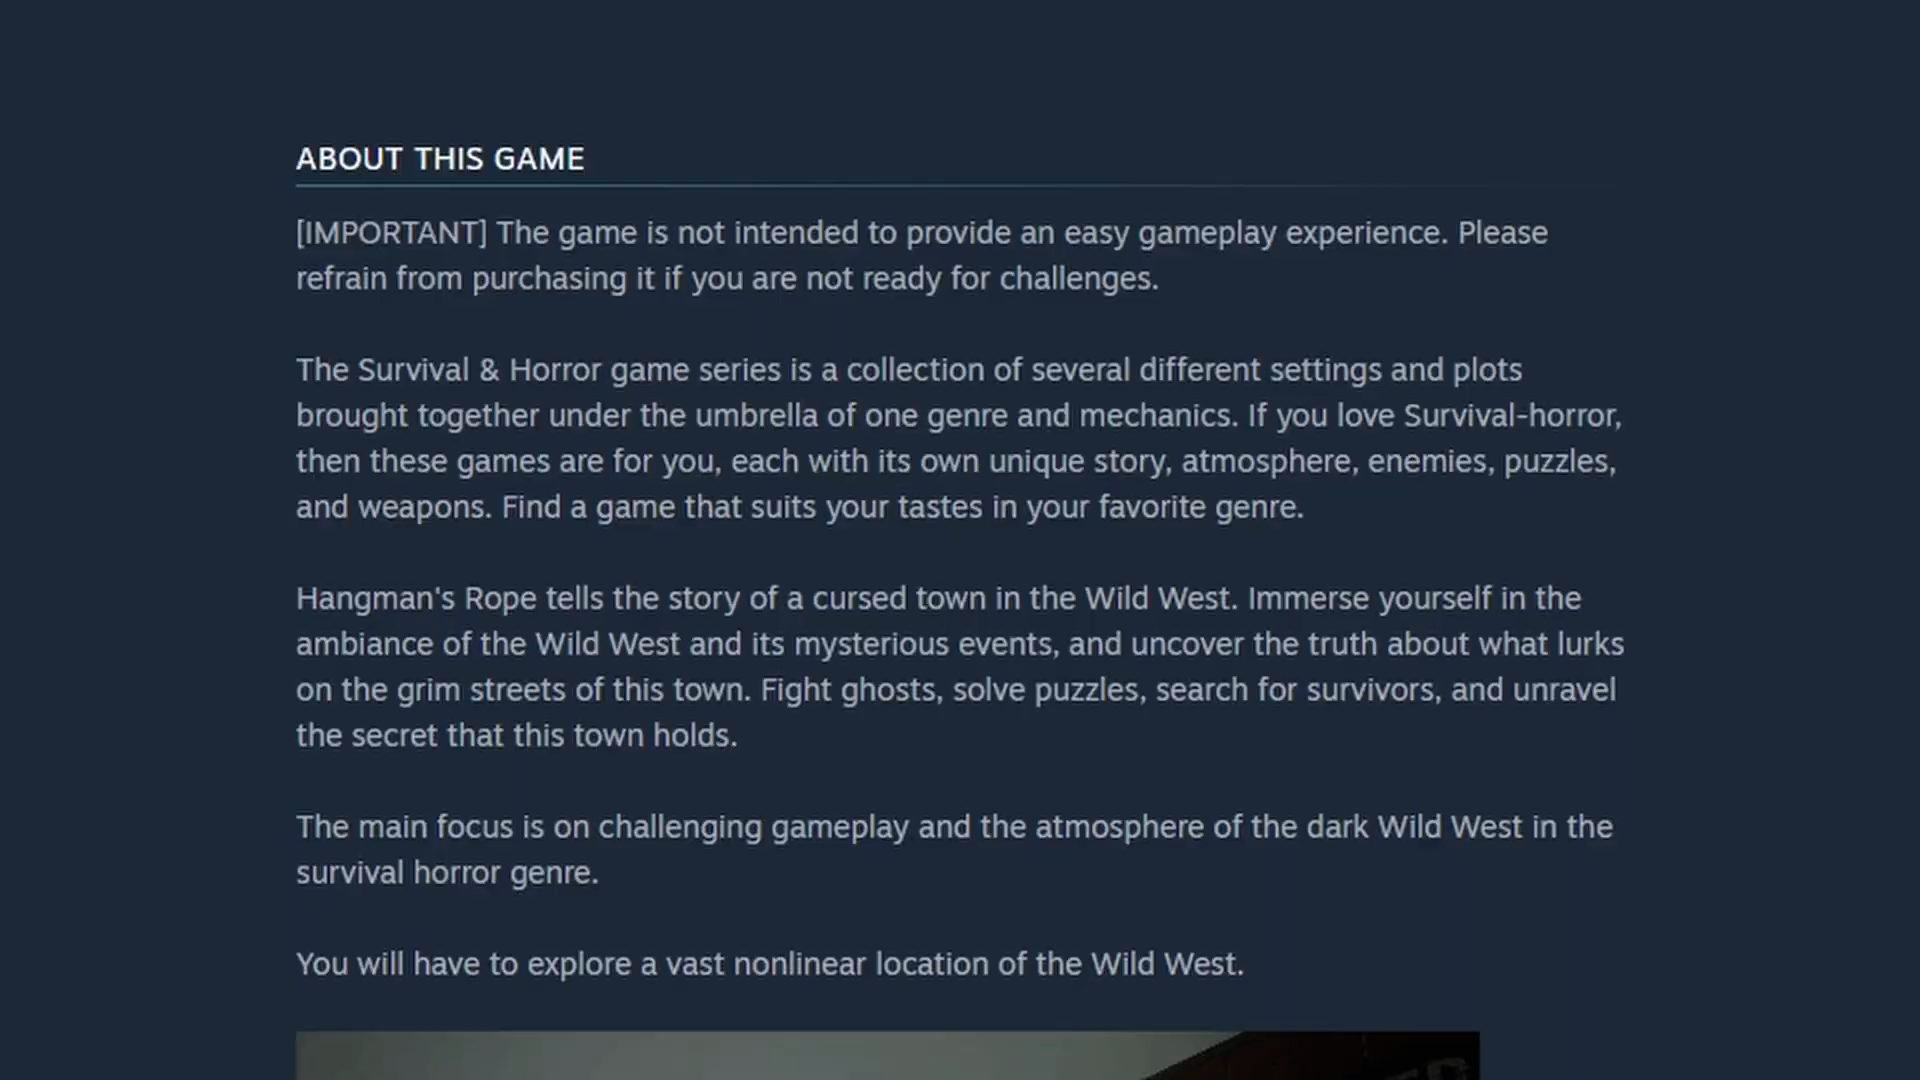 ABOUT THIS GAME
[IMPORTANT] The game is not intended to provide an easy gameplay experience. Please
refrain from purchasing it if you are not ready for challenges.
The Survival & Horror game series is a collection of several different settings and plots
brought together under the umbrella of one genre and mechanics. If you love Survival-horror,
then these games are for you, each with its own unique story, atmosphere, enemies, puzzles,
and weapons. Find a game that suits your tastes in your favorite genre.
Hangman's Rope tells the story of a cursed town in the Wild West. Immerse yourself in the
ambiance of the Wild West and its mysterious events, and uncover the truth about what lurks
on the grim streets of this town. Fight ghosts, solve puzzles, search for survivors, and unravel
the secret that this town holds.
The main focus is on challenging gameplay and the atmosphere of the dark Wild West in the
survival horror genre.
You will have to explore a vast nonlinear location of the Wild West.